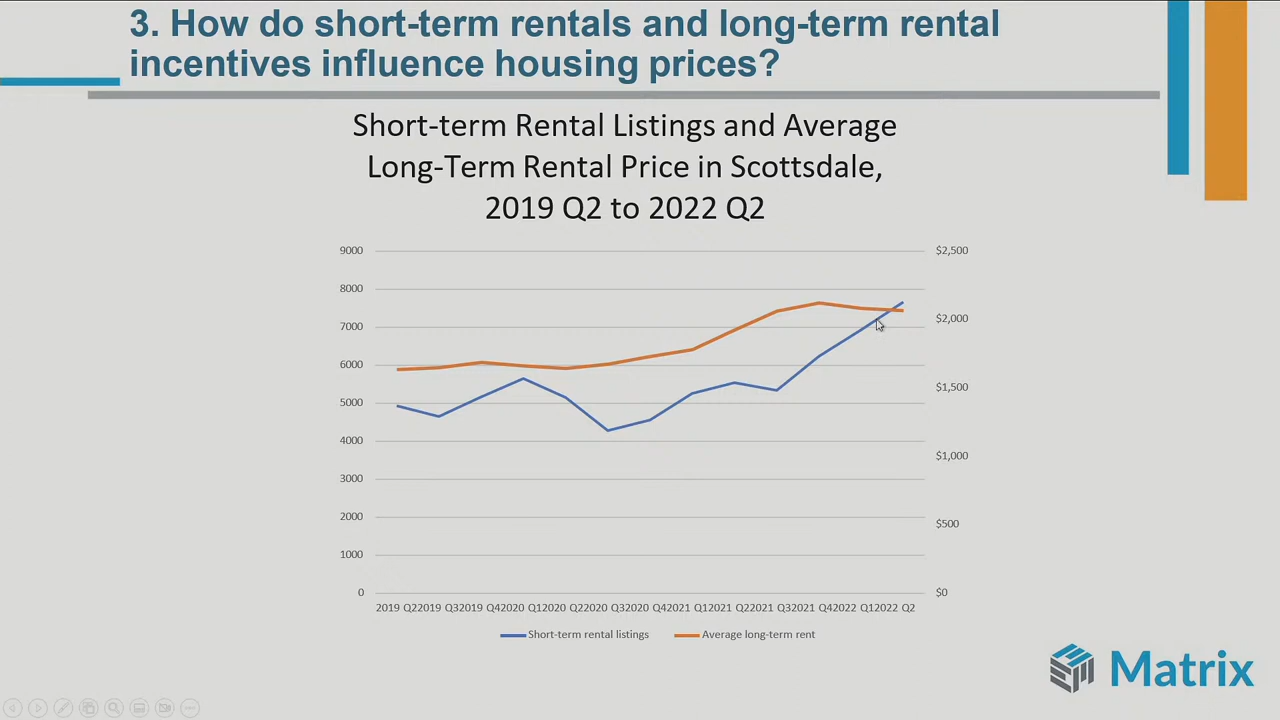 3. How do short-term rentals and long-term rental
incentives influence housing prices?
Short-term Rental Listings and Average
Long-Term Rental Price in Scottsdale,
2019 Q2 to 2022 Q2
9000
8000
7000
6000
5000
4000
3000
2000
1000
0
$2,500
$2,000
$1,500
$1,000
$500
$0
2019 Q22019 Q32019 Q42020 Q12020 Q22020 Q32020 Q42021 Q12021 Q22021 Q32021 Q42022 Q12022 Q2
Short-term rental listings Average long-term rent
Matrix